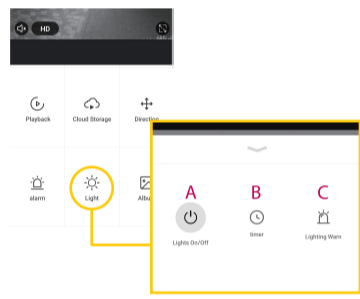 HD
Playback Cloud Storage Direction
alarm Light Album
A B C
Lights On/Off timer Lighting Warn